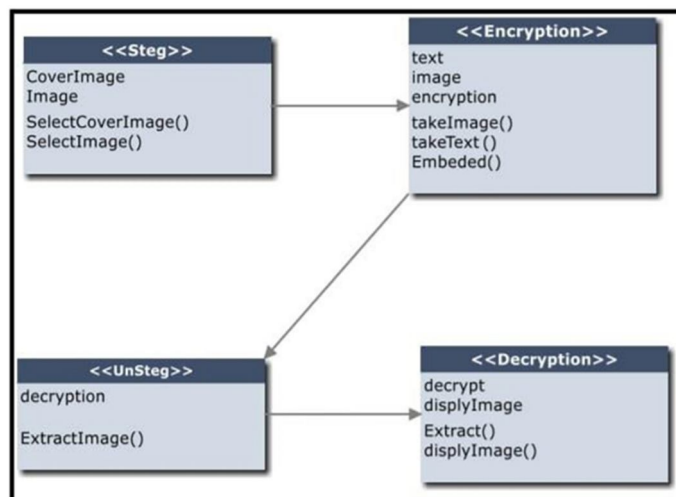 <<Steg>>
CoverImage
Image
SelectCoverImage()
SelectImage()
<<Encryption>>
text
image
encryption
takeImage()
takeText()
Embeded()
<<UnSteg>>
decryption
ExtractImage()
<<Decryption>>
decrypt
displyImage
Extract()
displyImage()